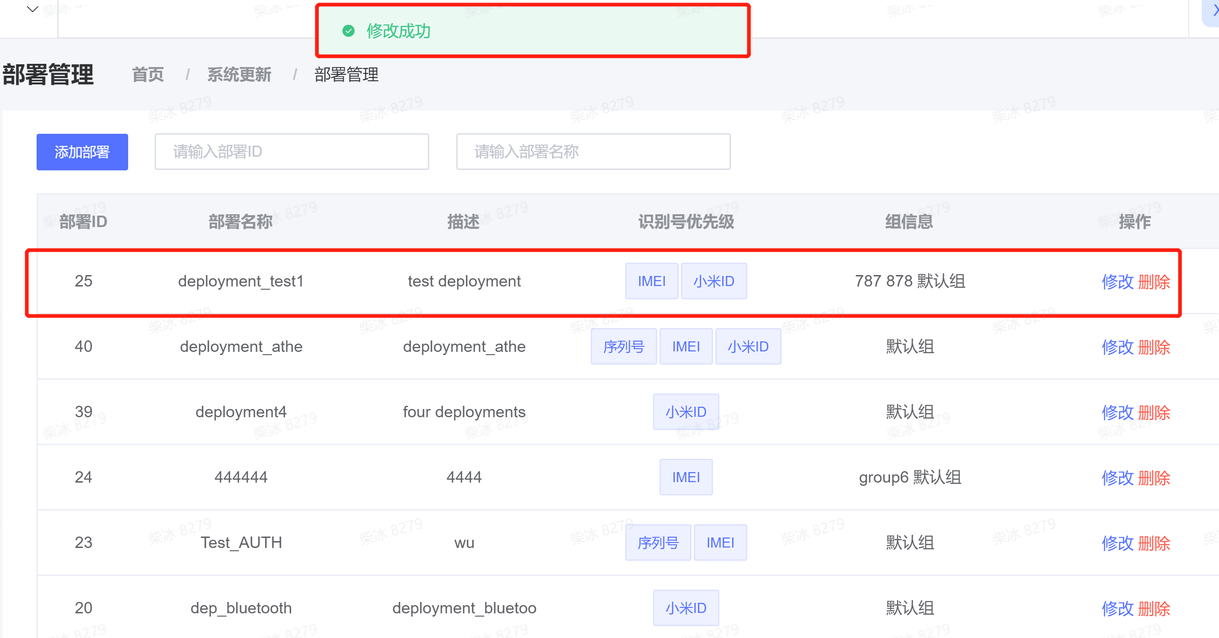 修改成功
部署管理 首页 / 系统更新 / 部署管理
添加部署 请输入部署ID 请输入部署名称
部署ID 部署名称 描述 识别号优先级 组信息 操作
25 deployment_test1 test deployment IMEI 小米ID 787 878 默认组 修改 删除
40 deployment_athe deployment_athe 序列号 IMEI 小米ID 默认组 修改 删除
39 deployment4 four deployments 小米ID 默认组 修改 删除
24 444444 4444 IMEI group6 默认组 修改 删除
23 Test_AUTH wu 序列号 IMEI 默认组 修改 删除
20 dep_bluetooth deployment_bluetoo 小米ID 默认组 修改 删除
柴冰 8279